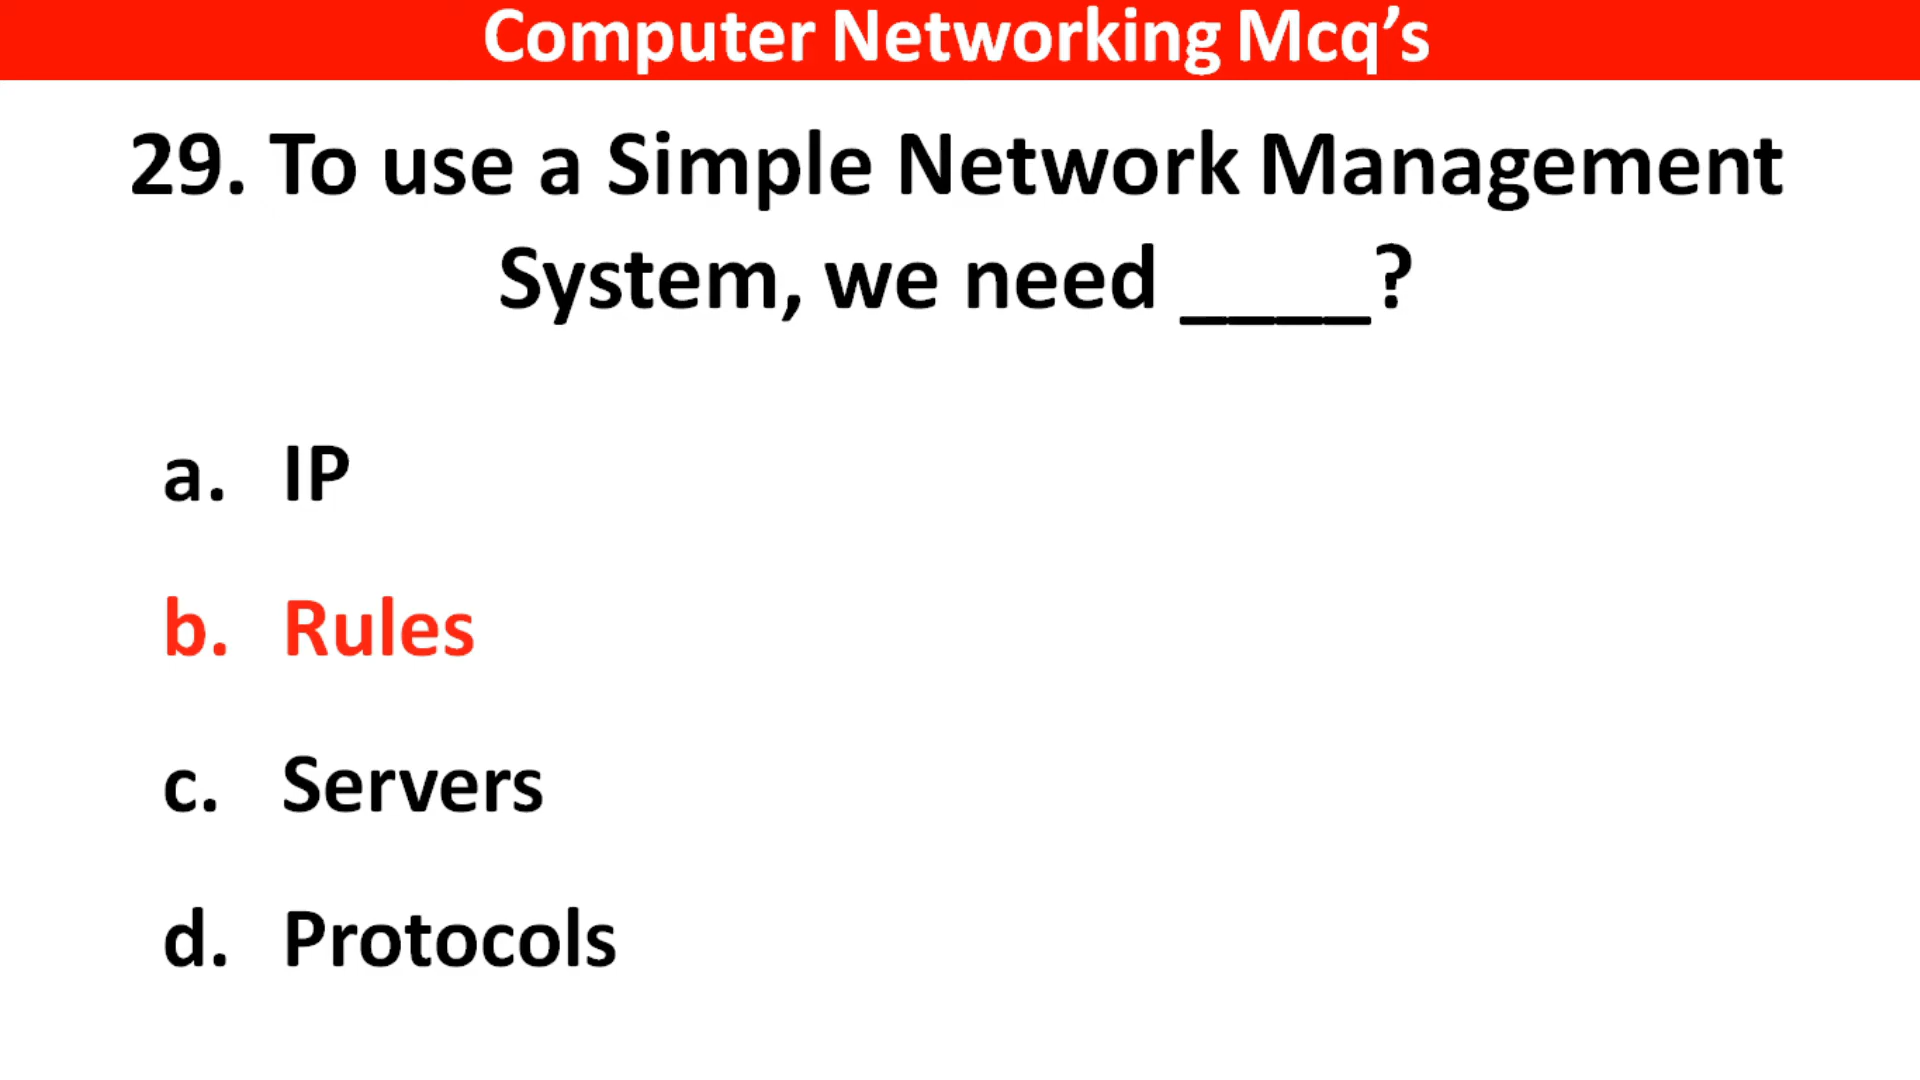 Computer Networking Mcq’s
29. To use a Simple Network Management
System, we need ____?
a. IP
b. Rules
c. Servers
d. Protocols